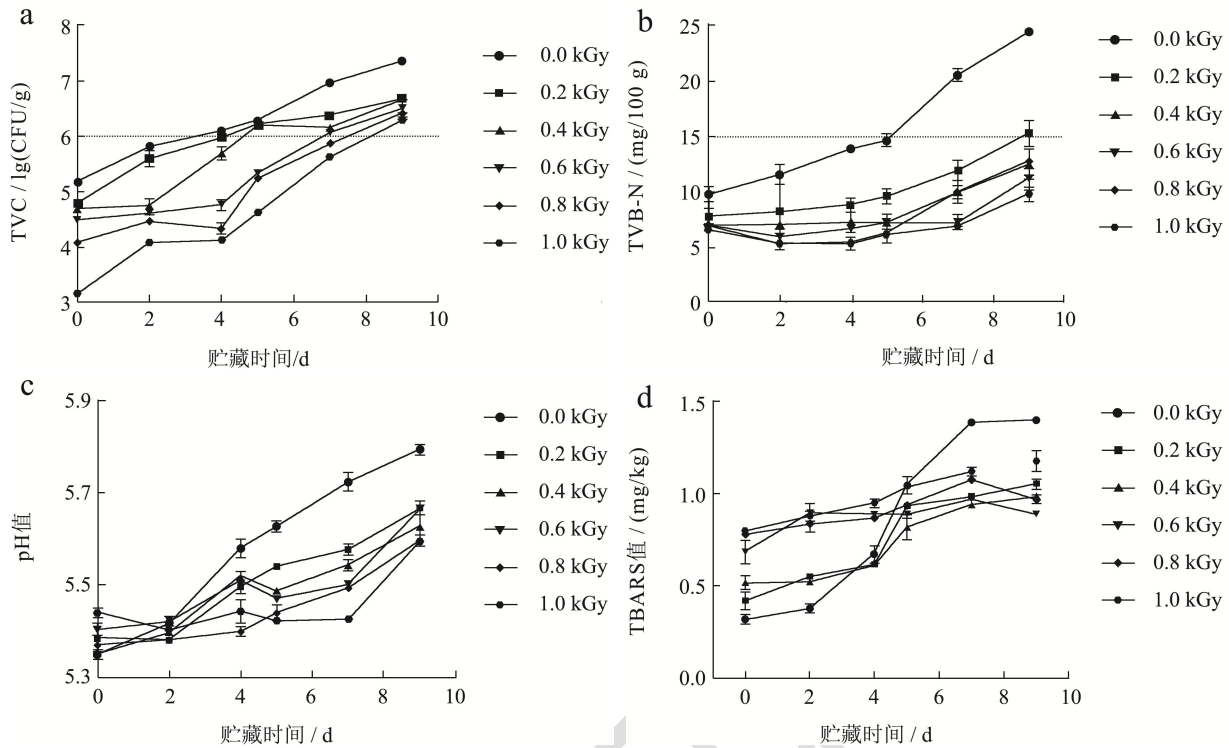 a
TVC / lg(CFU/g)
8
7
6
5
4
3
0 2 4 6 8 10
贮藏时间/d
0.0 kGy
0.2 kGy
0.4 kGy
0.6 kGy
0.8 kGy
1.0 kGy
b
TVB-N / (mg/100 g)
25
20
15
10
5
0
0 2 4 6 8 10
贮藏时间 / d
0.0 kGy
0.2 kGy
0.4 kGy
0.6 kGy
0.8 kGy
1.0 kGy
c
pH值
5.9
5.7
5.5
5.3
0 2 4 6 8 10
贮藏时间 / d
0.0 kGy
0.2 kGy
0.4 kGy
0.6 kGy
0.8 kGy
1.0 kGy
d
TBARS值 / (mg/kg)
1.5
1.0
0.5
0.0
0 2 4 6 8 10
贮藏时间 / d
0.0 kGy
0.2 kGy
0.4 kGy
0.6 kGy
0.8 kGy
1.0 kGy